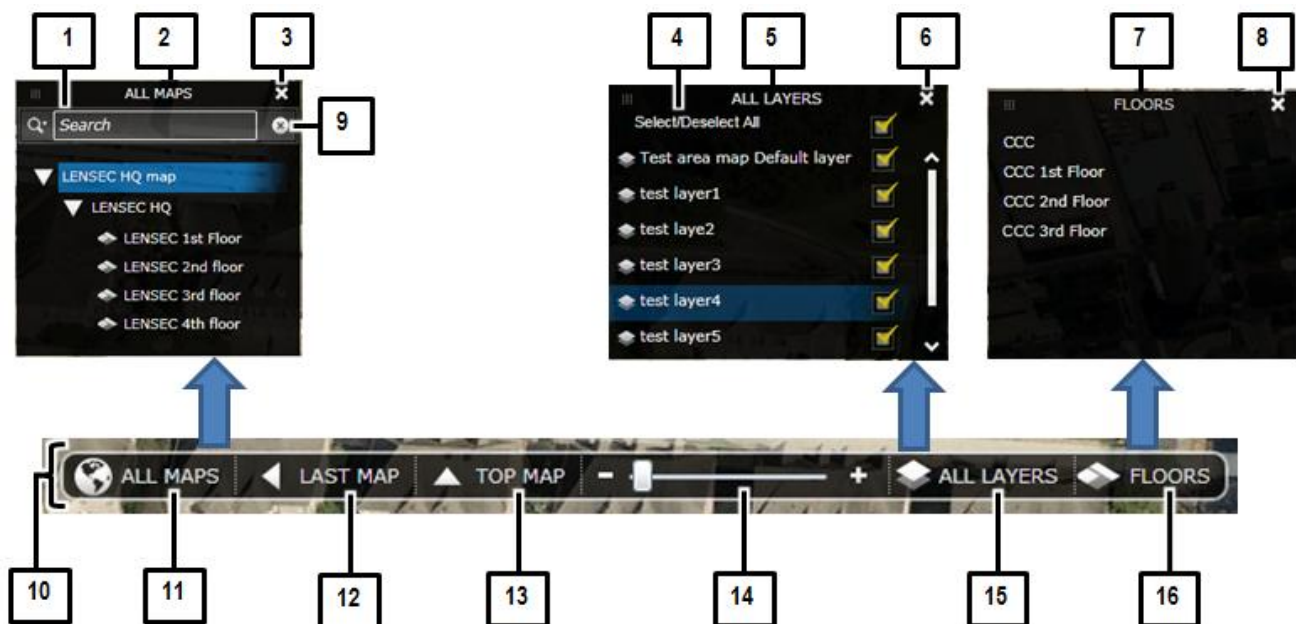 1
2
3
4
5
6
7
8
ALL MAPS
Search
9
LENSEC HQ map
LENSEC HQ
LENSEC 1st Floor
LENSEC 2nd floor
LENSEC 3rd floor
LENSEC 4th floor
ALL LAYERS
Select/Deselect All
Test area map Default layer
test layer1
test laye2
test layer3
test layer4
test layer5
FLOORS
CCC
CCC 1st Floor
CCC 2nd Floor
CCC 3rd Floor
ALL MAPS LAST MAP TOP MAP - + ALL LAYERS FLOORS
10
11
12
13
14
15
16